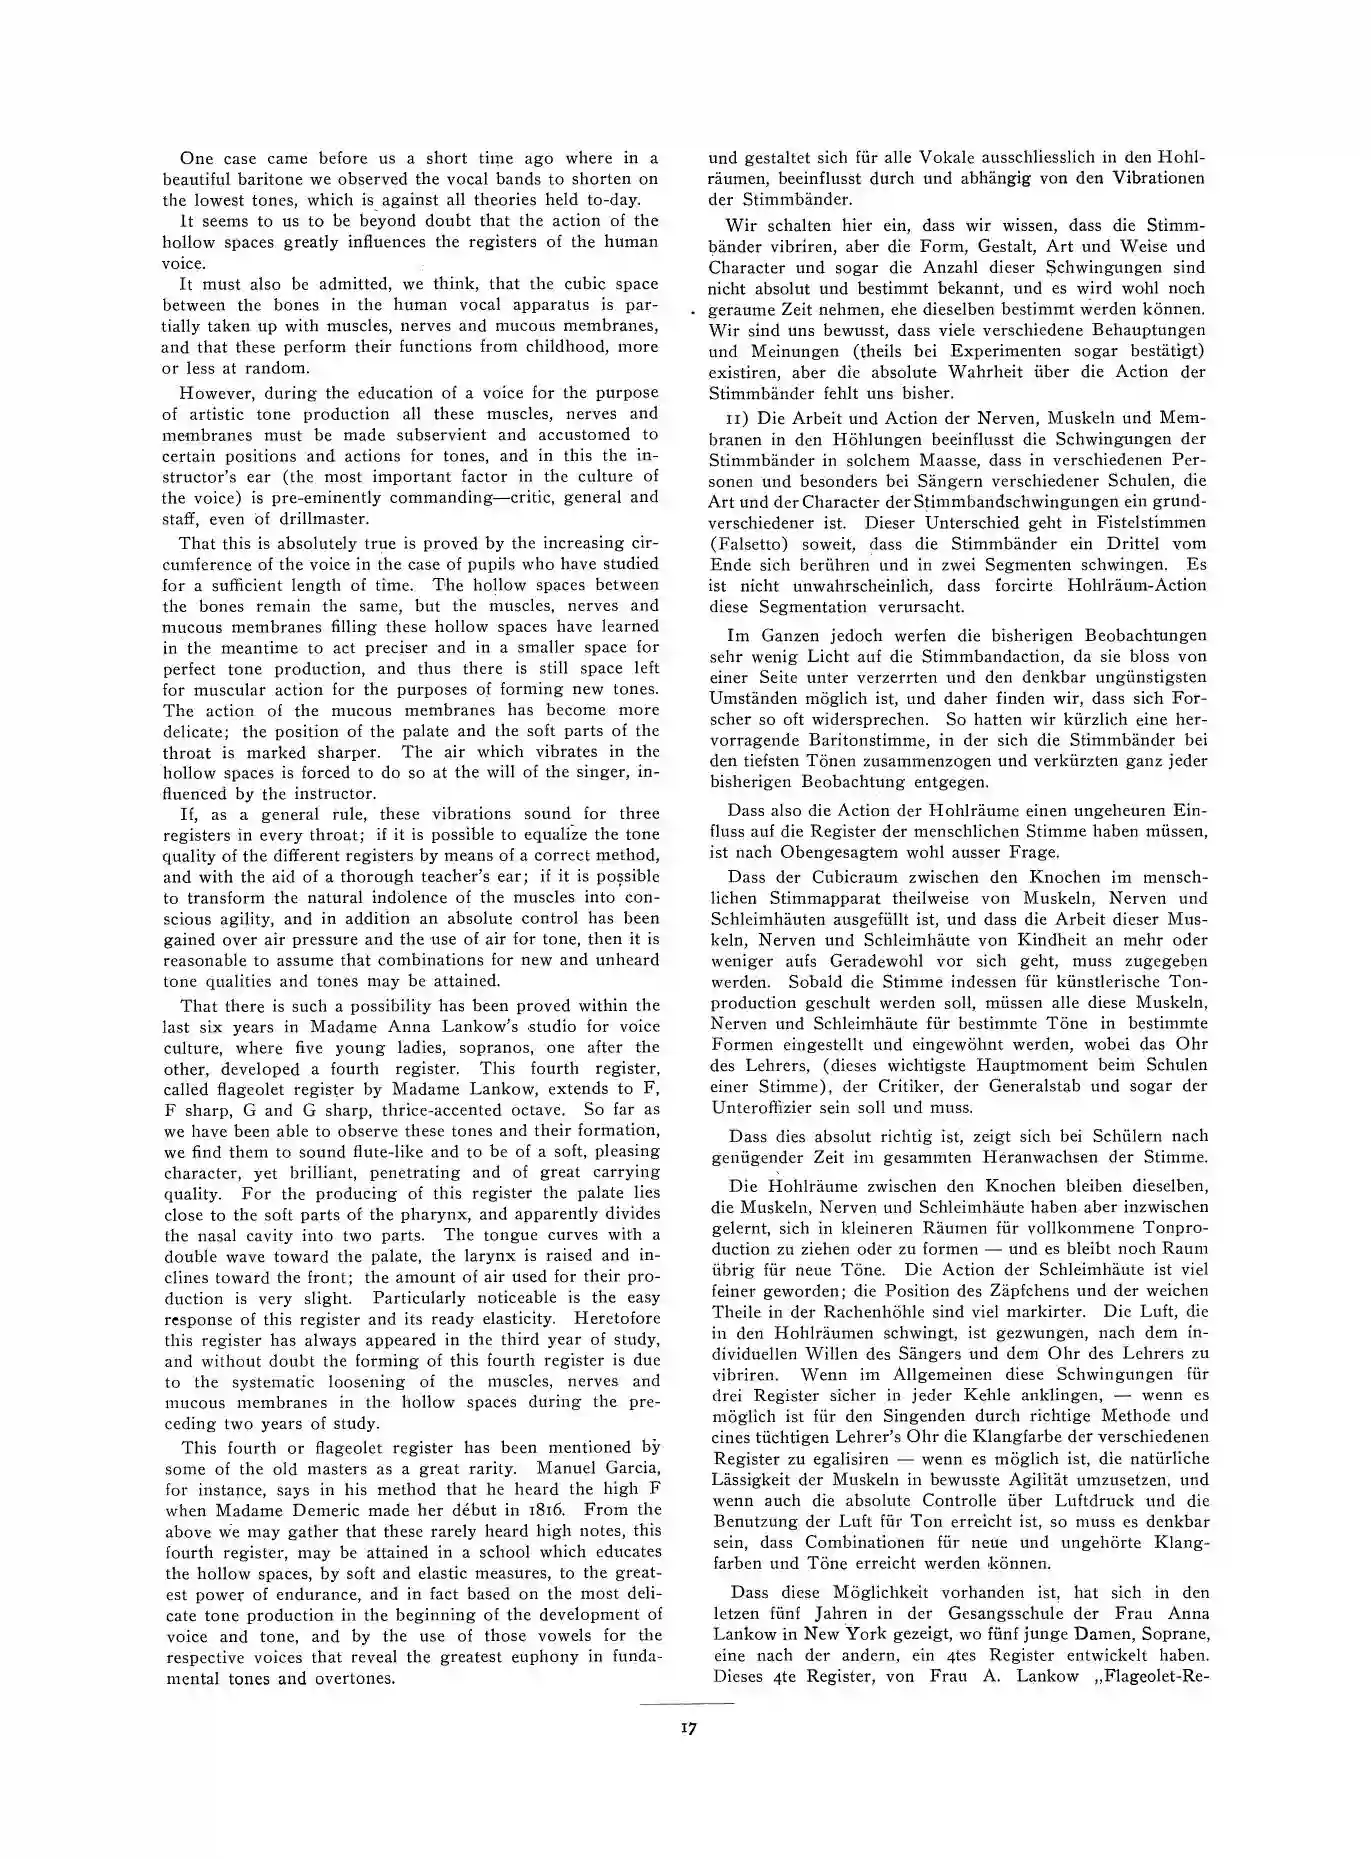 One case came before us a short time ago where in a
beautiful baritone we observed the vocal bands to shorten on
the lowest tones, which is against all theories held to-day.
It seems to us to be beyond doubt that the action of the
hollow spaces greatly influences the registers of the human
voice.
It must also be admitted, we think, that the cubic space
between the bones in the human vocal apparatus is par-
tially taken up with muscles, nerves and mucous membranes,
and that these perform their functions from childhood, more
or less at random.
However, during the education of a voice for the purpose
of artistic tone production all these muscles, nerves and
membranes must be made subservient and accustomed to
certain positions and actions for tones, and in this the in-
structor's ear (the most important factor in the culture of
the voice) is pre-eminently commanding—critic, general and
staff, even of drillmaster.
That this is absolutely true is proved by the increasing cir-
cumference of the voice in the case of pupils who have studied
for a sufficient length of time. The hollow spaces between
the bones remain the same, but the muscles, nerves and
mucous membranes filling these hollow spaces have learned
in the meantime to act preciser and in a smaller space for
perfect tone production, and thus there is still space left
for muscular action for the purposes of forming new tones.
The action of the mucous membranes has become more
delicate; the position of the palate and the soft parts of the
throat is marked sharper. The air which vibrates in the
hollow spaces is forced to do so at the will of the singer, in-
fluenced by the instructor.
If, as a general rule, these vibrations sound for three
registers in every throat; if it is possible to equalize the tone
quality of the different registers by means of a correct method,
and with the aid of a thorough teacher's ear; if it is possible
to transform the natural indolence of the muscles into con-
scious agility, and in addition an absolute control has been
gained over air pressure and the use of air for tone, then it is
reasonable to assume that combinations for new and unheard
tone qualities and tones may be attained.
That there is such a possibility has been proved within the
last six years in Madame Anna Lankow's studio for voice
culture, where five young ladies, sopranos, one after the
other, developed a fourth register. This fourth register,
called flageolet register by Madame Lankow, extends to F,
F sharp, G and G sharp, thrice-accented octave. So far as
we have been able to observe these tones and their formation,
we find them to sound flute-like and to be of a soft, pleasing
character, yet brilliant, penetrating and of great carrying
quality. For the producing of this register the palate lies
close to the soft parts of the pharynx, and apparently divides
the nasal cavity into two parts. The tongue curves with a
double wave toward the palate, the larynx is raised and in-
clines toward the front; the amount of air used for their pro-
duction is very slight. Particularly noticeable is the easy
response of this register and its ready elasticity. Heretofore
this register has always appeared in the third year of study,
and without doubt the forming of this fourth register is due
to the systematic loosening of the muscles, nerves and
mucous membranes in the hollow spaces during the pre-
ceding two years of study.
This fourth or flageolet register has been mentioned by
some of the old masters as a great rarity. Manuel Garcia,
for instance, says in his method that he heard the high F
when Madame Demeric made her début in 1816. From the
above we may gather that these rarely heard high notes, this
fourth register, may be attained in a school which educates
the hollow spaces, by soft and elastic measures, to the great-
est power of endurance, and in fact based on the most deli-
cate tone production in the beginning of the development of
voice and tone, and by the use of those vowels for the
respective voices that reveal the greatest euphony in funda-
mental tones and overtones.
und gestaltet sich für alle Vokale ausschliesslich in den Hohl-
räumen, beeinflusst durch und abhängig von den Vibrationen
der Stimmbänder.
Wir schalten hier ein, dass wir wissen, dass die Stimm-
bänder vibriren, aber die Form, Gestalt, Art und Weise und
Character und sogar die Anzahl dieser Schwingungen sind
nicht absolut und bestimmt bekannt, und es wird wohl noch
geraume Zeit nehmen, ehe dieselben bestimmt werden können.
Wir sind uns bewusst, dass viele verschiedene Behauptungen
und Meinungen (theils bei Experimenten sogar bestätigt)
existiren, aber die absolute Wahrheit über die Action der
Stimmbänder fehlt uns bisher.
11) Die Arbeit und Action der Nerven, Muskeln und Mem-
branen in den Höhlungen beeinflusst die Schwingungen der
Stimmbänder in solchem Maasse, dass in verschiedenen Per-
sonen und besonders bei Sängern verschiedener Schulen, die
Art und der Character der Stimmbandschwingungen ein grund-
verschiedener ist. Dieser Unterschied geht in Fistelstimmen
(Falsetto) soweit, dass die Stimmbänder ein Drittel vom
Ende sich berühren und in zwei Segmenten schwingen. Es
ist nicht unwahrscheinlich, dass forcirte Hohlräum-Action
diese Segmentation verursacht.
Im Ganzen jedoch werfen die bisherigen Beobachtungen
sehr wenig Licht auf die Stimmbandaction, da sie bloss von
einer Seite unter verzerrten und den denkbar ungünstigsten
Umständen möglich ist, und daher finden wir, dass sich For-
scher so oft widersprechen. So hatten wir kürzlich eine her-
vorragende Baritonstimme, in der sich die Stimmbänder bei
den tiefsten Tönen zusammenzogen und verkürzten ganz jeder
bisherigen Beobachtung entgegen.
Dass also die Action der Hohlräume einen ungeheuren Ein-
fluss auf die Register der menschlichen Stimme haben müssen,
ist nach Obengesagtem wohl ausser Frage.
Dass der Cubicraum zwischen den Knochen im mensch-
lichen Stimmapparat theilweise von Muskeln, Nerven und
Schleimhäuten ausgefüllt ist, und dass die Arbeit dieser Mus-
keln, Nerven und Schleimhäute von Kindheit an mehr oder
weniger aufs Geradewohl vor sich geht, muss zugegeben
werden. Sobald die Stimme indessen für künstlerische Ton-
production geschult werden soll, müssen alle diese Muskeln,
Nerven und Schleimhäute für bestimmte Töne in bestimmte
Formen eingestellt und eingewöhnt werden, wobei das Ohr
des Lehrers, (dieses wichtigste Hauptmoment beim Schulen
einer Stimme), der Critiker, der Generalstab und sogar der
Unteroffizier sein soll und muss.
Dass dies absolut richtig ist, zeigt sich bei Schülern nach
genügender Zeit im gesammten Heranwachsen der Stimme.
Die Hohlräume zwischen den Knochen bleiben dieselben,
die Muskeln, Nerven und Schleimhäute haben aber inzwischen
gelernt, sich in kleineren Räumen für vollkommene Tonpro-
duction zu ziehen oder zu formen — und es bleibt noch Raum
übrig für neue Töne. Die Action der Schleimhäute ist viel
feiner geworden; die Position des Zäpfchens und der weichen
Theile in der Rachenhöhle sind viel markirter. Die Luft, die
in den Hohlräumen schwingt, ist gezwungen, nach dem in-
dividuellen Willen des Sängers und dem Ohr des Lehrers zu
vibriren. Wenn im Allgemeinen diese Schwingungen für
drei Register sicher in jeder Kehle anklingen, — wenn es
möglich ist für den Singenden durch richtige Methode und
eines tüchtigen Lehrer's Ohr die Klangfarbe der verschiedenen
Register zu egalisiren — wenn es möglich ist, die natürliche
Lässigkeit der Muskeln in bewusste Agilität umzusetzen, und
wenn auch die absolute Controlle über Luftdruck und die
Benutzung der Luft für Ton erreicht ist, so muss es denkbar
sein, dass Combinationen für neue und ungehörte Klang-
farben und Töne erreicht werden können.
Dass diese Möglichkeit vorhanden ist, hat sich in den
letzen fünf Jahren in der Gesangsschule der Frau Anna
Lankow in New York gezeigt, wo fünf junge Damen, Soprane,
eine nach der andern, ein 4tes Register entwickelt haben.
Dieses 4te Register, von Frau A. Lankow „Flageolet-Re-
17